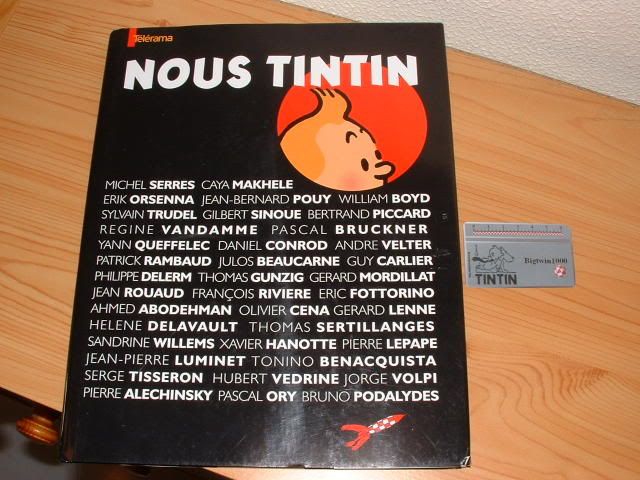 Télérama
NOUS TINTIN
MICHEL SERRES CAYA MAKHELE
ERIK ORSENNA JEAN-BERNARD POUY WILLIAM BOYD
SYLVAIN TRUDEL GILBERT SINOUE BERTRAND PICCARD
REGINE VANDAMME PASCAL BRUCKNER
YANN QUEFFELEC DANIEL CONROD ANDRE VELTER
PATRICK RAMBAUD JULOS BEAUCARNE GUY CARLIER
PHILIPPE DELERM THOMAS GUNZIG GERARD MORDILLAT
JEAN ROUAUD FRANÇOIS RIVIERE ERIC FOTTORINO
AHMED ABODEHMAN OLIVIER CENA GERARD LENNE
HELENE DELAVAULT THOMAS SERTILLANGES
SANDRINE WILLEMS XAVIER HANOTTE PIERRE LEPAPE
JEAN-PIERRE LUMINET TONINO BENACQUISTA
SERGE TISSERON HUBERT VEDRINE JORGE VOLPI
PIERRE ALECHINSKY PASCAL ORY BRUNO PODALYDES
Bigtwin1000
TINTIN